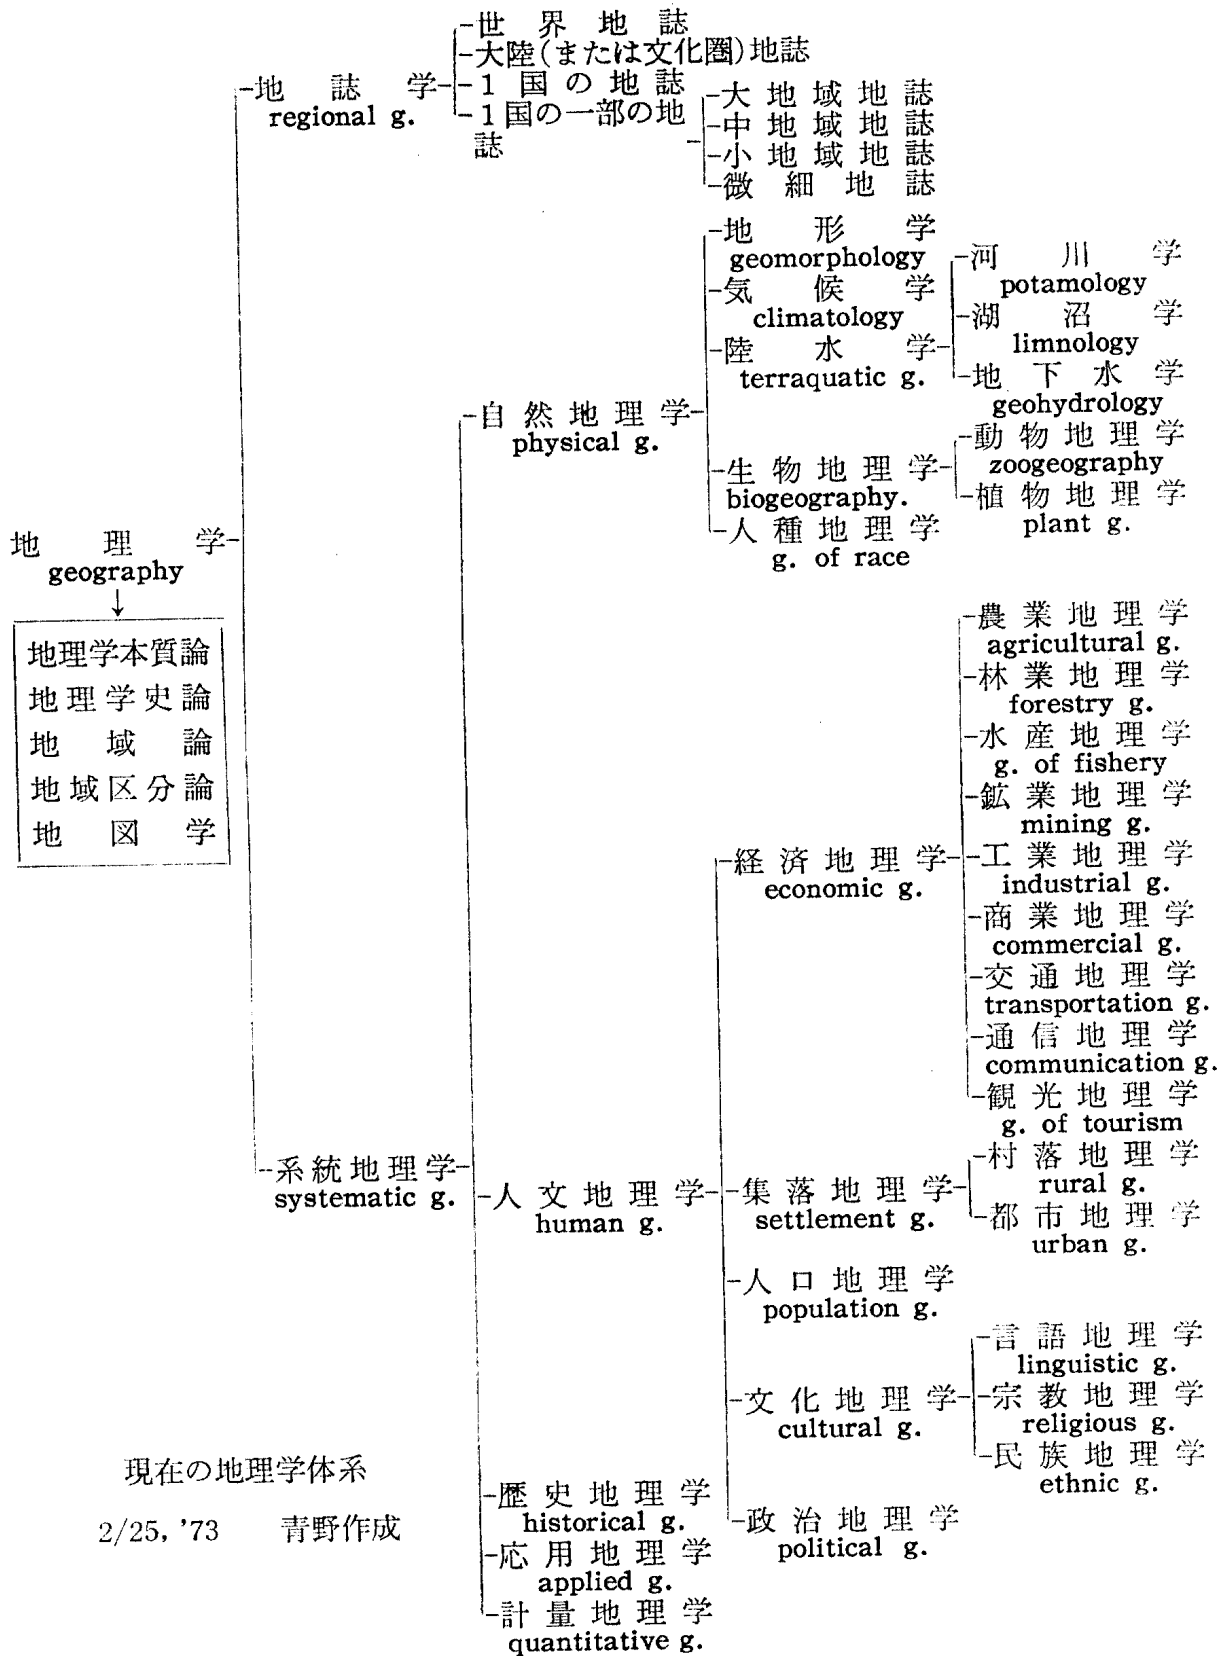 世界地誌
大陸(または文化圏)地誌
地誌学
regional g.
1国の地誌
1国の一部の地
誌
大地域地誌
中地域地誌
小地域地誌
微細地誌
地形学
geomorphology
気候学
climatology
陸水学
terraquatic g.
河川学
potamology
湖沼学
limnology
地下水学
geohydrology
自然地理学
physical g.
生物地理学
biogeography.
動物地理学
zoogeography
植物地理学
plant g.
人種地理学
g. of race
地理学
geography
↓
地理学本質論
地理学史論
地域論
地域区分論
地図学
農業地理学
agricultural g.
林業地理学
forestry g.
水産地理学
g. of fishery
鉱業地理学
mining g.
経済地理学
economic g.
工業地理学
industrial g.
商業地理学
commercial g.
交通地理学
transportation g.
通信地理学
communication g.
観光地理学
g. of tourism
系統地理学
systematic g.
人文地理学
human g.
集落地理学
settlement g.
村落地理学
rural g.
都市地理学
urban g.
人口地理学
population g.
文化地理学
cultural g.
言語地理学
linguistic g.
宗教地理学
religious g.
民族地理学
ethnic g.
政治地理学
political g.
歴史地理学
historical g.
応用地理学
applied g.
計量地理学
quantitative g.
現在の地理学体系
2/25, '73 青野作成